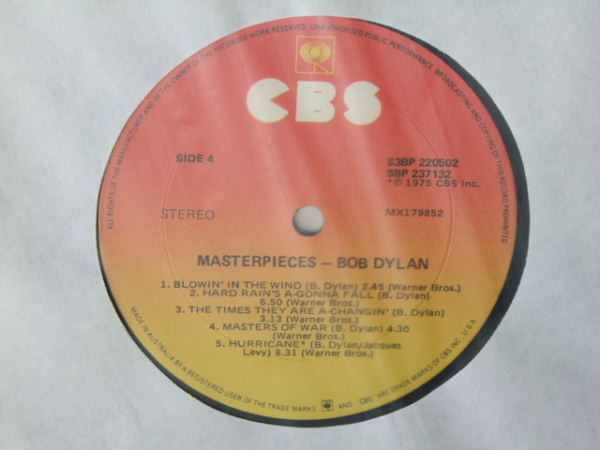 ALL RIGHTS OF THE MANUFACTURER AND OF THE OWNER OF THE RECORDED WORK RESERVED. UNAUTHORISED PUBLIC PERFORMANCE, BROADCASTING AND COPYING OF THIS RECORD PROHIBITED
CBS
SIDE 4
S3BP 220502
SBP 237132
*℗ 1975 CBS Inc.
STEREO
MX179852
MASTERPIECES — BOB DYLAN
1. BLOWIN' IN THE WIND (B. Dylan) 2.45 (Warner Bros.)
2. HARD RAIN'S A-GONNA FALL (B. Dylan)
6.50 (Warner Bros.)
3. THE TIMES THEY ARE A-CHANGIN' (B. Dylan)
3.13 (Warner Bros.)
4. MASTERS OF WAR (B. Dylan) 4:30
(Warner Bros.)
5. HURRICANE* (B. Dylan/Jacques
Levy) 8.31 (Warner Bros.)
MADE IN AUSTRALIA BY A REGISTERED USER OF THE TRADE MARKS AND "CBS" ARE TRADE MARKS OF CBS INC. U.S.A.